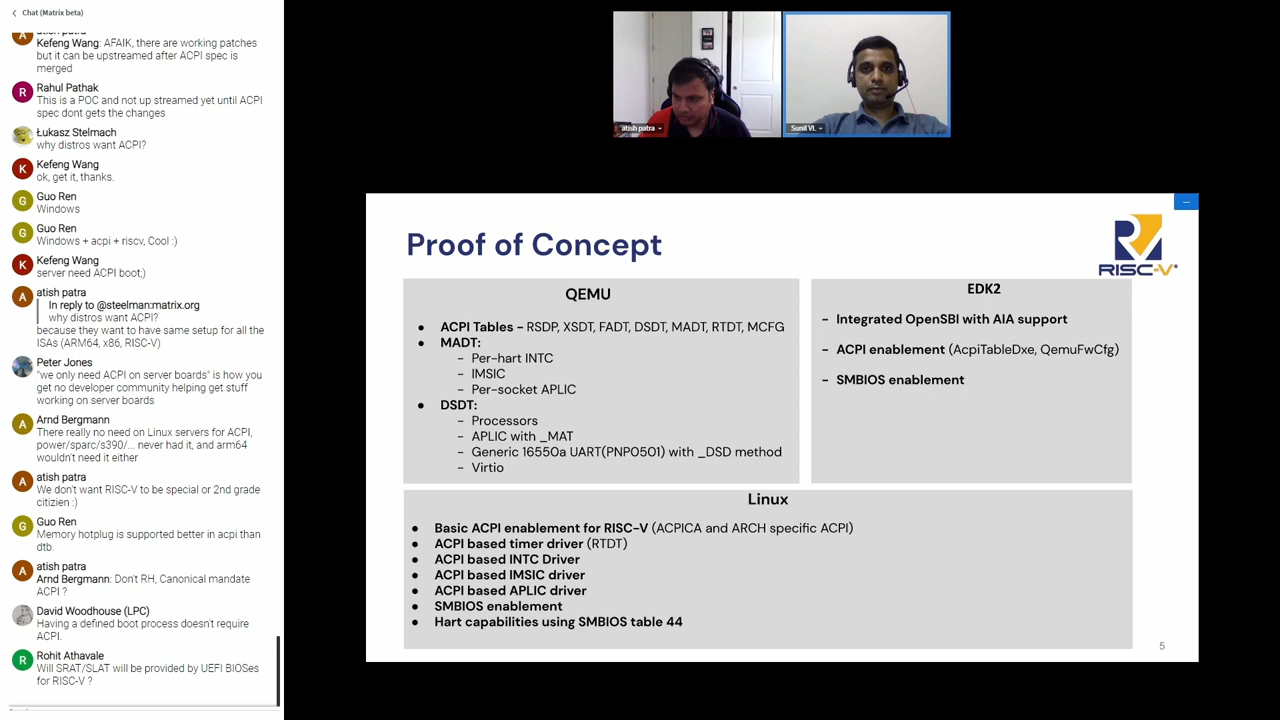 Chat (Matrix beta)
atish patra
Kefeng Wang: AFAIK, there are working patches
but it can be upstreamed after ACPI spec is
merged
R
Rahul Pathak
This is a POC and not up streamed yet until ACPI
spec dont gets the changes
Łukasz Stelmach
why distros want ACPI?
K
Kefeng Wang
ok, get it, thanks.
G
Guo Ren
Windows
G
Guo Ren
Windows + acpi + riscv, Cool :)
K
Kefeng Wang
server need ACPI boot;)
A
atish patra
In reply to @steelman:matrix.org
why distros want ACPI?
because they want to have same setup for all the
ISAs (ARM64, x86, RISC-V)
Peter Jones
"we only need ACPI on server boards" is how you
get no developer community helping get stuff
working on server boards
A
Arnd Bergmann
There really no need on Linux servers for ACPI,
power/sparc/s390/... never had it, and arm64
wouldn't need it either
A
atish patra
We don't want RISC-V to be special or 2nd grade
citizien :)
G
Guo Ren
Memory hotplug is supported better in acpi than
dtb.
A
atish patra
Arnd Bergmann: Don't RH, Canonical mandate
ACPI ?
David Woodhouse (LPC)
Having a defined boot process doesn't require
ACPI.
R
Rohit Athavale
Will SRAT/SLAT will be provided by UEFI BIOSes
for RISC-V ?
atish patra
Sunil VL
Proof of Concept
RISC-V®
QEMU
● ACPI Tables - RSDP, XSDT, FADT, DSDT, MADT, RTDT, MCFG
● MADT:
- Per-hart INTC
- IMSIC
- Per-socket APLIC
● DSDT:
- Processors
- APLIC with _MAT
- Generic 16550a UART(PNP0501) with _DSD method
- Virtio
EDK2
- Integrated OpenSBI with AIA support
- ACPI enablement (AcpiTableDxe, QemuFwCfg)
- SMBIOS enablement
Linux
● Basic ACPI enablement for RISC-V (ACPICA and ARCH specific ACPI)
● ACPI based timer driver (RTDT)
● ACPI based INTC Driver
● ACPI based IMSIC driver
● ACPI based APLIC driver
● SMBIOS enablement
● Hart capabilities using SMBIOS table 44
5